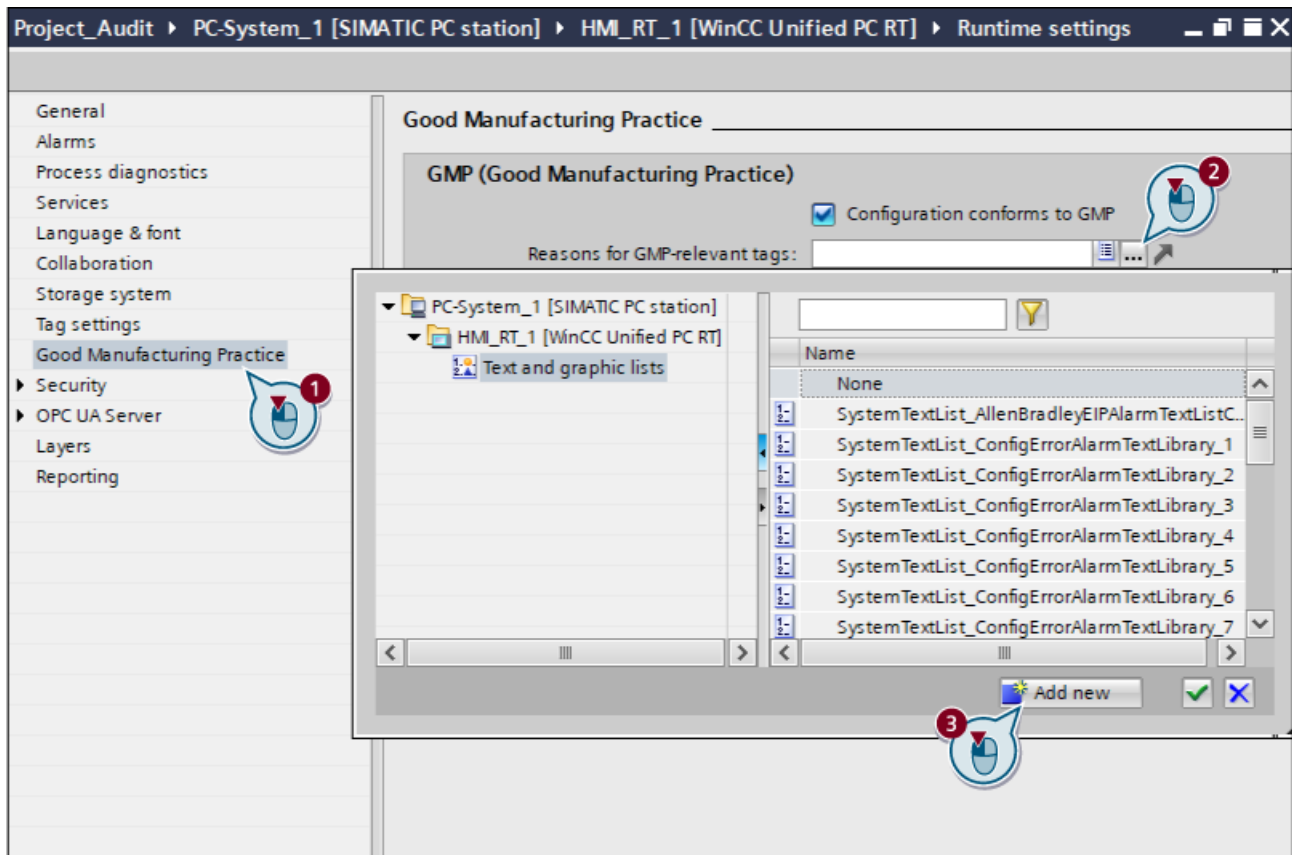 Project_Audit ▸ PC-System_1 [SIMATIC PC station] ▸ HMI_RT_1 [WinCC Unified PC RT] ▸ Runtime settings
General
Alarms
Process diagnostics
Services
Language & font
Collaboration
Storage system
Tag settings
Good Manufacturing Practice
1
Security
OPC UA Server
Layers
Reporting
Good Manufacturing Practice
GMP (Good Manufacturing Practice)
2
Configuration conforms to GMP
Reasons for GMP-relevant tags:
...
PC-System_1 [SIMATIC PC station]
HMI_RT_1 [WinCC Unified PC RT]
Text and graphic lists
Name
None
SystemTextList_AllenBradleyEIPAlarmTextListC...
SystemTextList_ConfigErrorAlarmTextLibrary_1
SystemTextList_ConfigErrorAlarmTextLibrary_2
SystemTextList_ConfigErrorAlarmTextLibrary_3
SystemTextList_ConfigErrorAlarmTextLibrary_4
SystemTextList_ConfigErrorAlarmTextLibrary_5
SystemTextList_ConfigErrorAlarmTextLibrary_6
SystemTextList_ConfigErrorAlarmTextLibrary_7
Add new
3